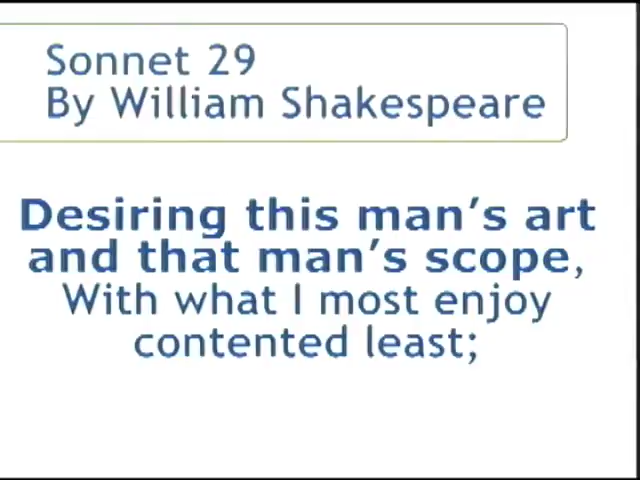 Sonnet 29
By William Shakespeare
Desiring this man's art
and that man's scope,
With what I most enjoy
contented least;